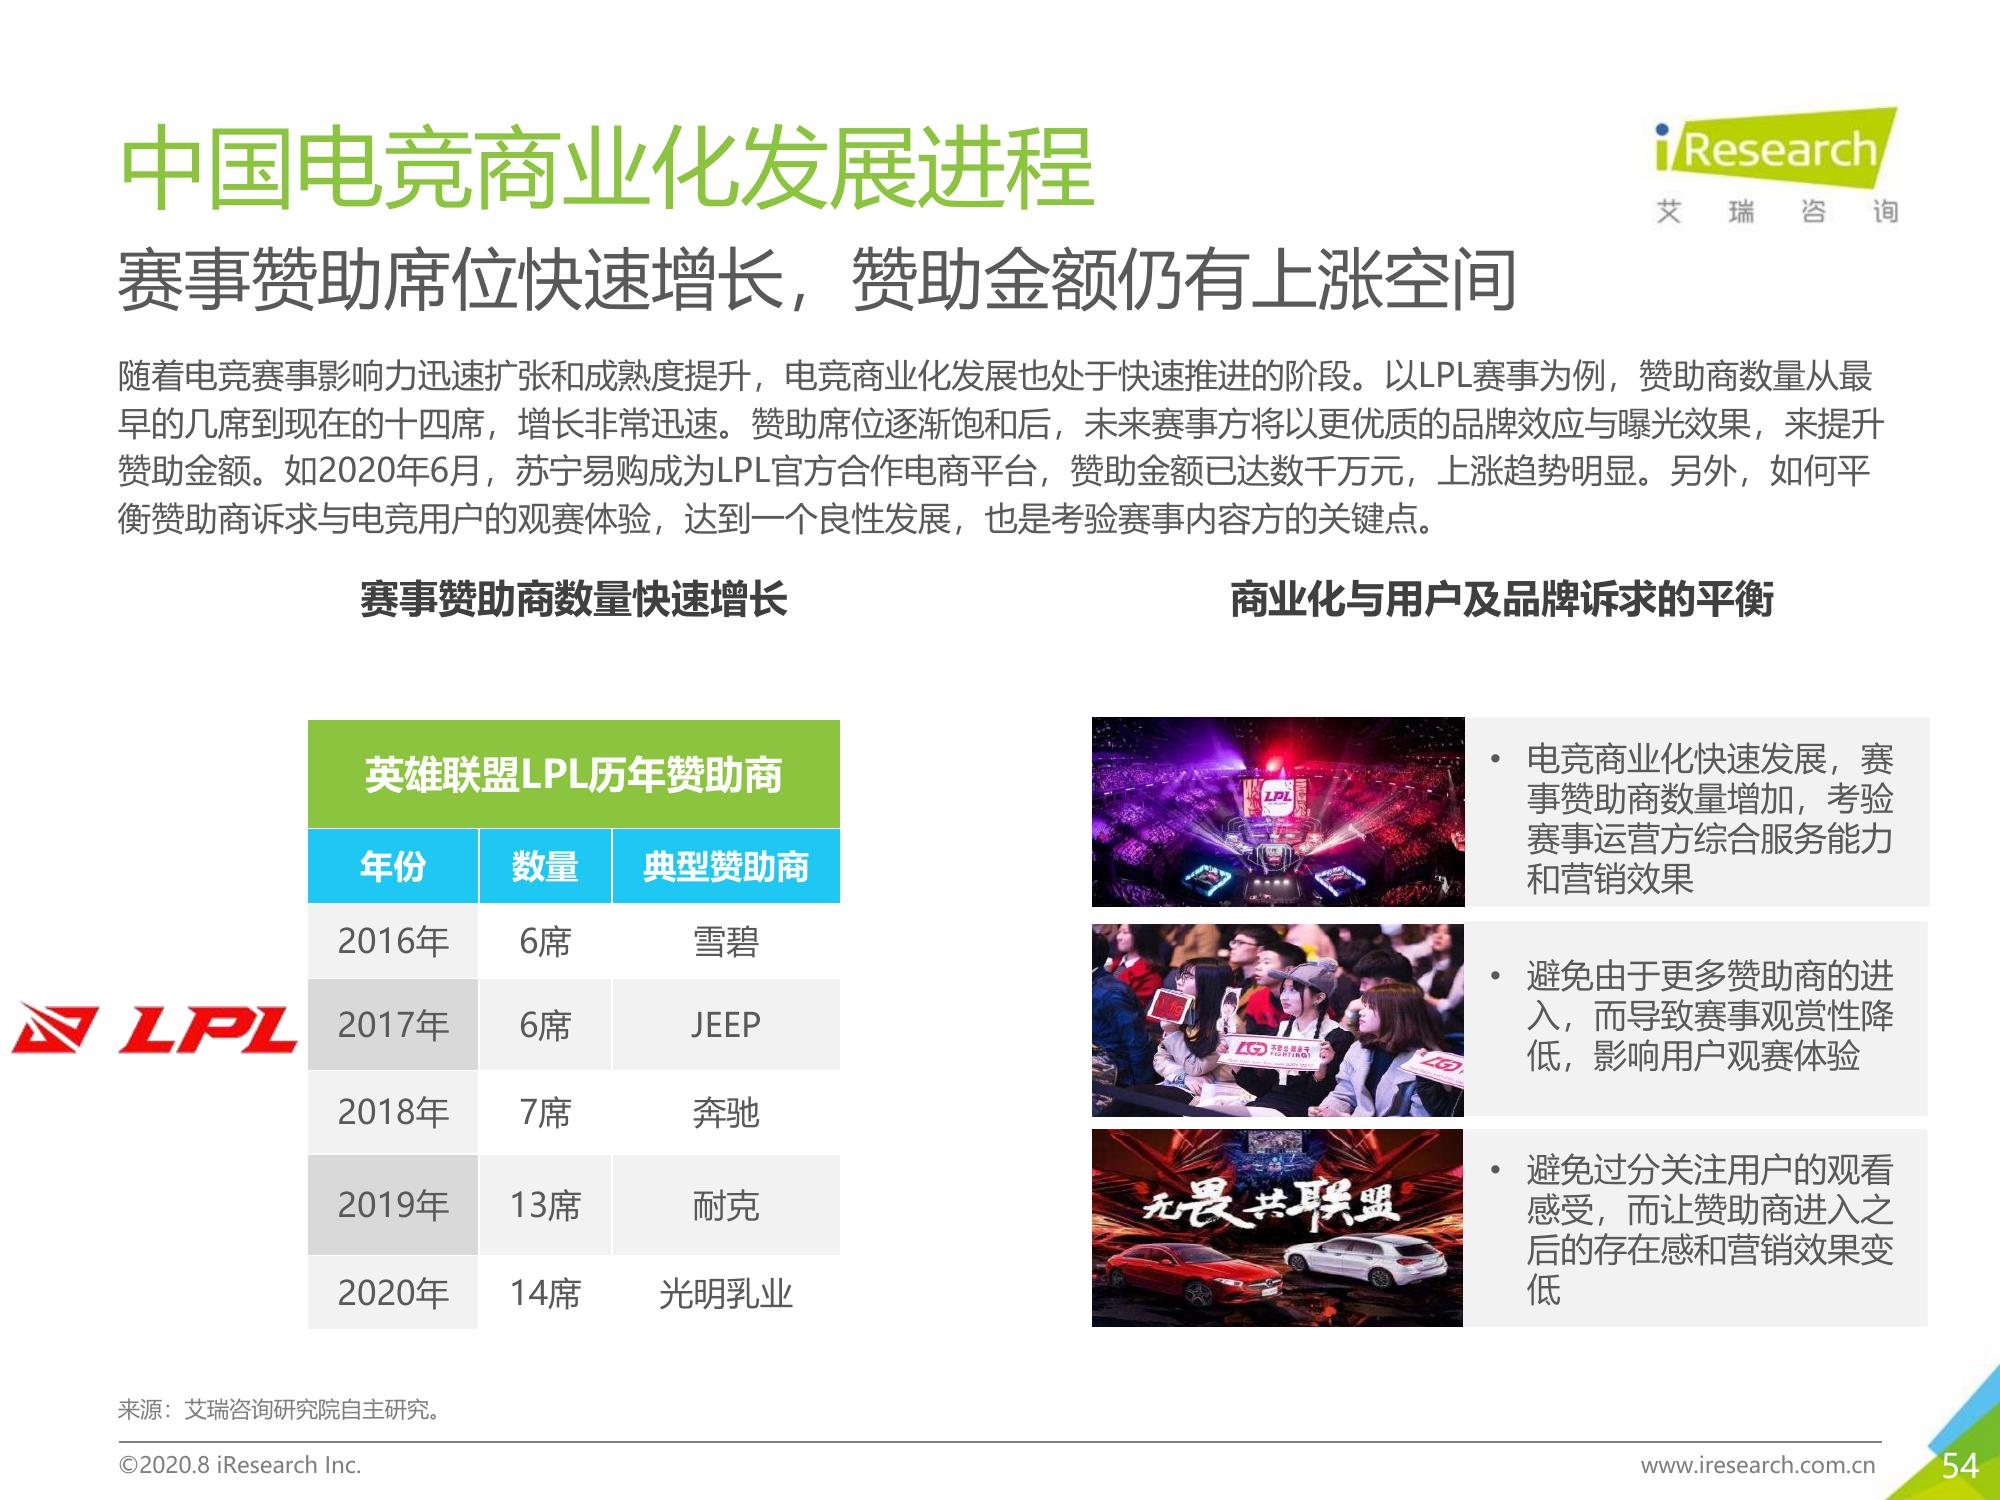 中国电竞商业化发展进程
iResearch
艾瑞咨询
赛事赞助席位快速增长，赞助金额仍有上涨空间
随着电竞赛事影响力迅速扩张和成熟度提升，电竞商业化发展也处于快速推进的阶段。以LPL赛事为例，赞助商数量从最
早的几席到现在的十四席，增长非常迅速。赞助席位逐渐饱和后，未来赛事方将以更优质的品牌效应与曝光效果，来提升
赞助金额。如2020年6月，苏宁易购成为LPL官方合作电商平台，赞助金额已达数千万元，上涨趋势明显。另外，如何平
衡赞助商诉求与电竞用户的观赛体验，达到一个良性发展，也是考验赛事内容方的关键点。
赛事赞助商数量快速增长
LPL
英雄联盟LPL历年赞助商
年份 数量 典型赞助商
2016年 6席 雪碧
2017年 6席 JEEP
2018年 7席 奔驰
2019年 13席 耐克
2020年 14席 光明乳业
商业化与用户及品牌诉求的平衡
LPL
• 电竞商业化快速发展，赛
事赞助商数量增加，考验
赛事运营方综合服务能力
和营销效果
LGD
FIGHTING!
LGD
• 避免由于更多赞助商的进
入，而导致赛事观赏性降
低，影响用户观赛体验
无畏共联盟
• 避免过分关注用户的观看
感受，而让赞助商进入之
后的存在感和营销效果变
低
来源：艾瑞咨询研究院自主研究。
©2020.8 iResearch Inc.
www.iresearch.com.cn
54